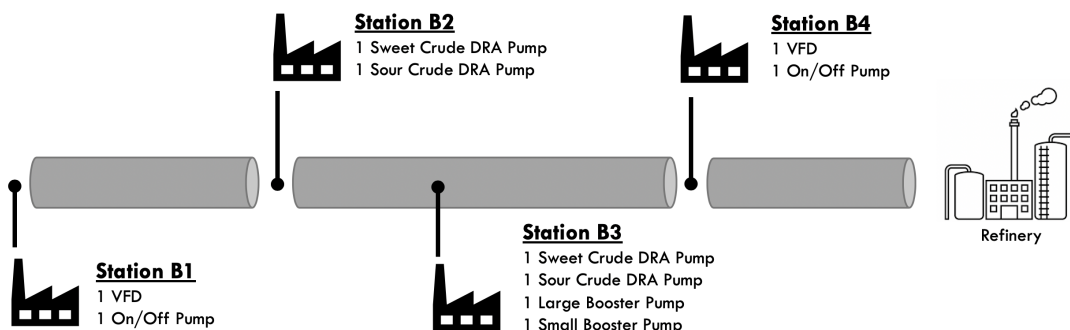 Station B2
1 Sweet Crude DRA Pump
1 Sour Crude DRA Pump
Station B4
1 VFD
1 On/Off Pump
Refinery
Station B1
1 VFD
1 On/Off Pump
Station B3
1 Sweet Crude DRA Pump
1 Sour Crude DRA Pump
1 Large Booster Pump
1 Small Booster Pump